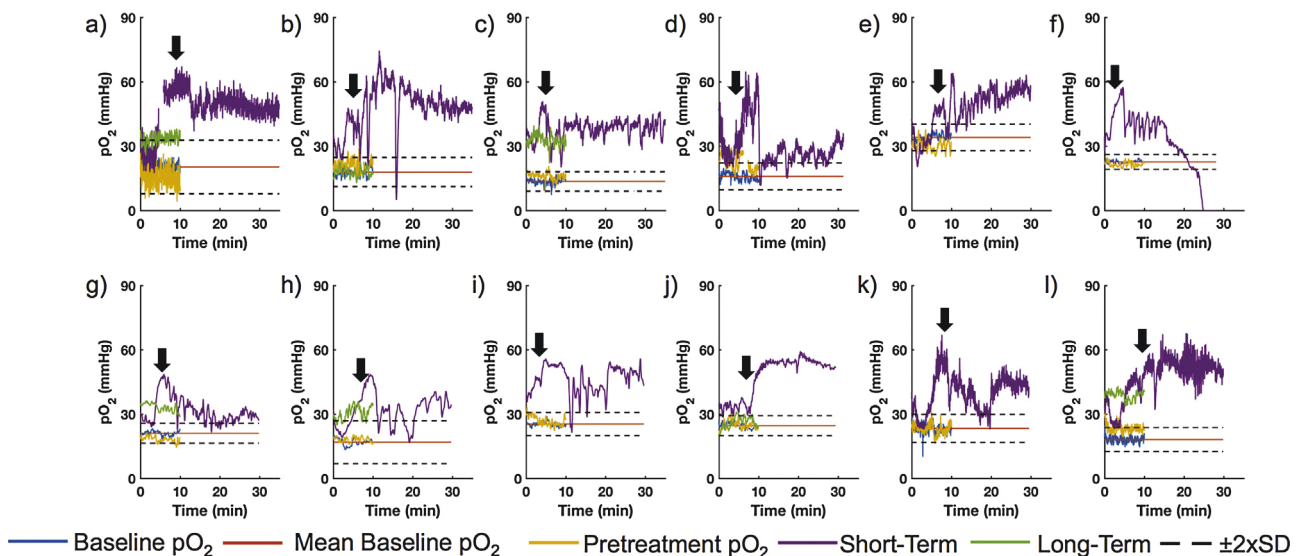 a) b) c) d) e) f)
90 90 90 90 90 90
60 60 60 60 60 60
30 30 30 30 30 30
0 0 0 0 0 0
pO2 (mmHg) pO2 (mmHg) pO2 (mmHg) pO2 (mmHg) pO2 (mmHg) pO2 (mmHg)
0 10 20 30 0 10 20 30 0 10 20 30 0 10 20 30 0 10 20 30 0 10 20 30
Time (min) Time (min) Time (min) Time (min) Time (min) Time (min)
g) h) i) j) k) l)
90 90 90 90 90 90
60 60 60 60 60 60
30 30 30 30 30 30
0 0 0 0 0 0
pO2 (mmHg) pO2 (mmHg) pO2 (mmHg) pO2 (mmHg) pO2 (mmHg) pO2 (mmHg)
0 10 20 30 0 10 20 30 0 10 20 30 0 10 20 30 0 10 20 30 0 10 20 30
Time (min) Time (min) Time (min) Time (min) Time (min) Time (min)
Baseline pO2 Mean Baseline pO2 Pretreatment pO2 Short-Term Long-Term ±2xSD